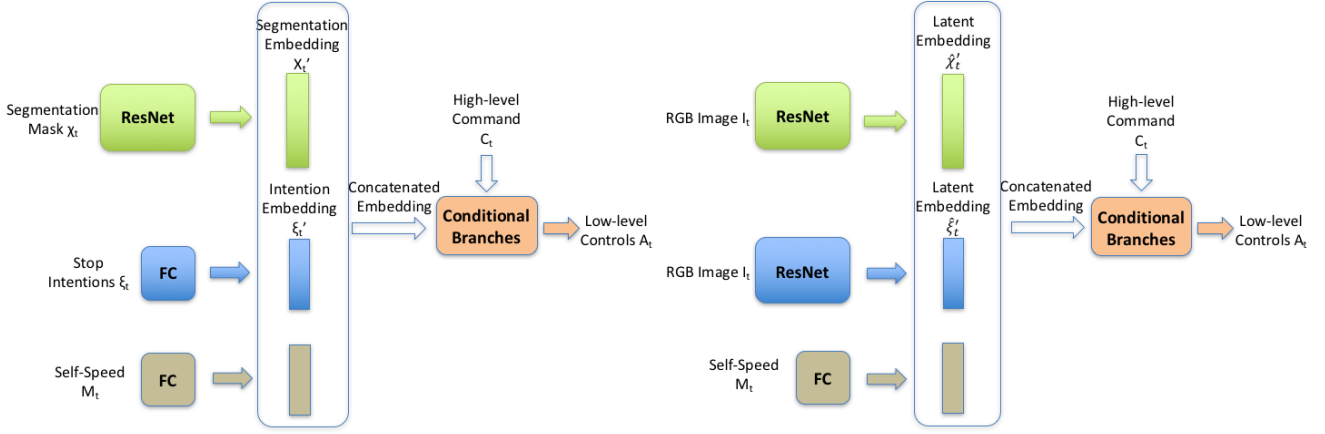 Segmentation
Embedding
χₜ’
Segmentation
Mask χₜ
ResNet
High-level
Command
Cₜ
Intention
Embedding
ξₜ’
Concatenated
Embedding
Conditional
Branches
Low-level
Controls Aₜ
Stop
Intentions ξₜ
FC
Self-Speed
Mₜ
FC
Latent
Embedding
χ̂ₜ′
RGB Image Iₜ
ResNet
High-level
Command
Cₜ
Latent
Embedding
ξ̂ₜ′
Concatenated
Embedding
Conditional
Branches
Low-level
Controls Aₜ
RGB Image Iₜ
ResNet
Self-Speed
Mₜ
FC